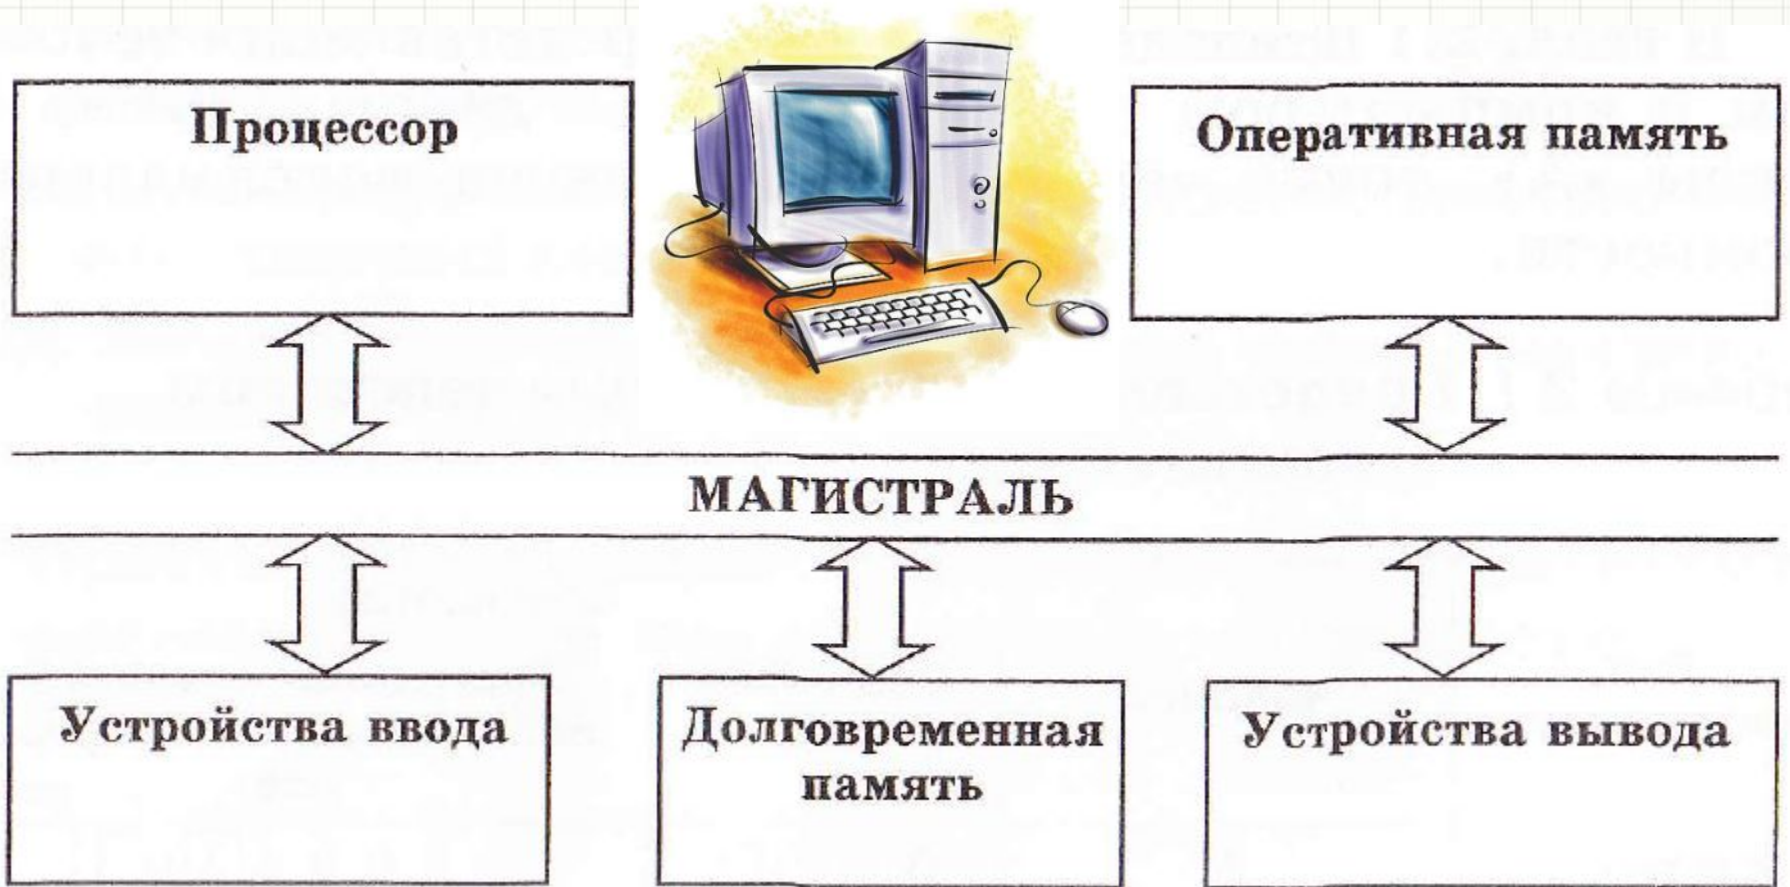 Процессор
Оперативная память
МАГИСТРАЛЬ
Устройства ввода
Долговременная
память
Устройства вывода